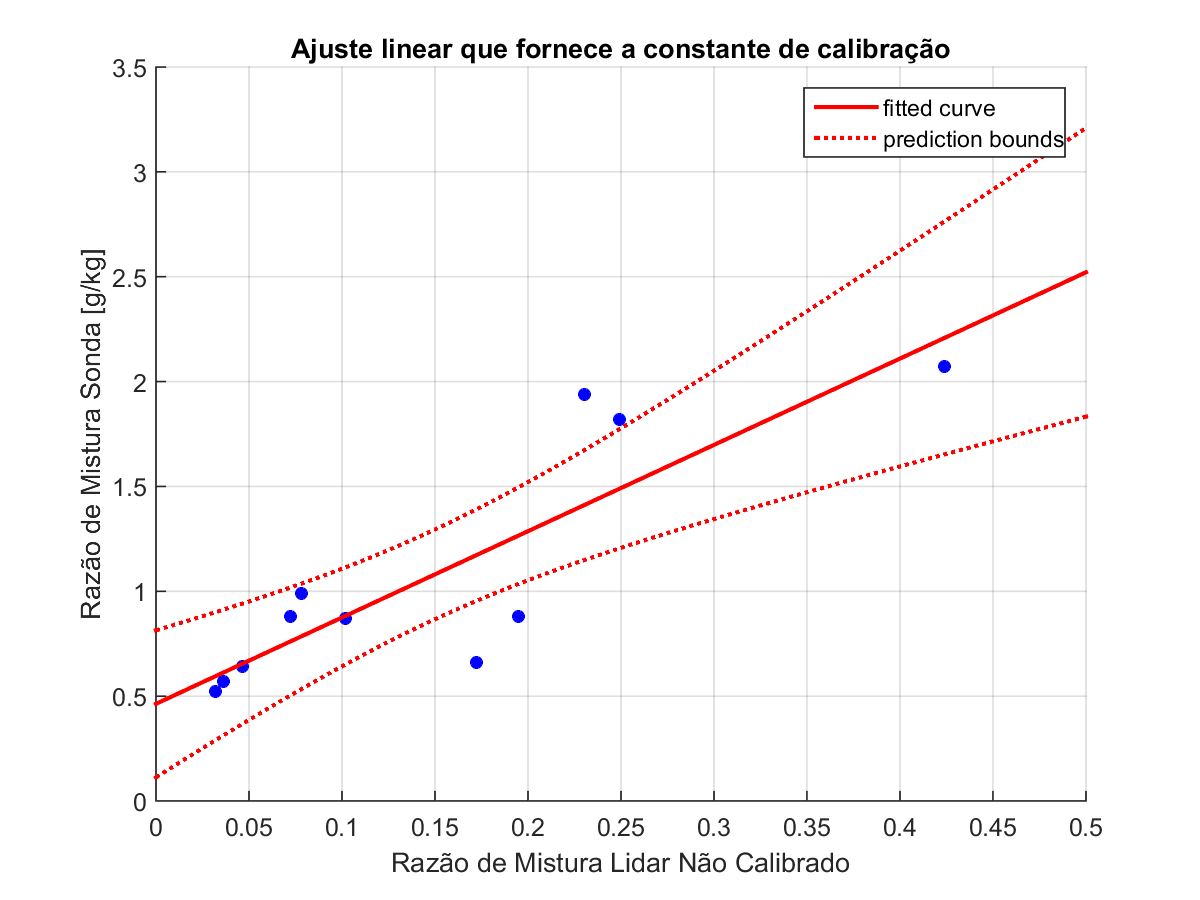 Ajuste linear que fornece a constante de calibração
fitted curve
prediction bounds
3.5
3
2.5
2
1.5
1
0.5
0
Razão de Mistura Sonda [g/kg]
0 0.05 0.1 0.15 0.2 0.25 0.3 0.35 0.4 0.45 0.5
Razão de Mistura Lidar Não Calibrado